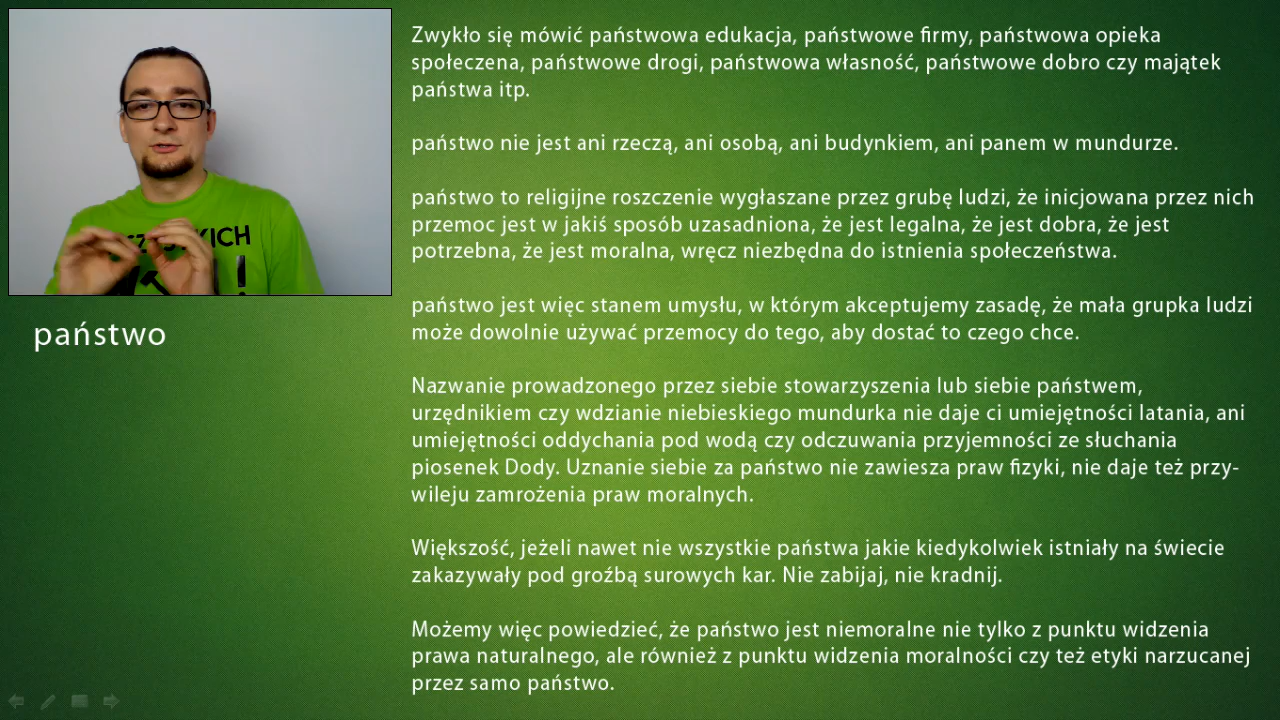 Zwykło się mówić państwowa edukacja, państwowe firmy, państwowa opieka
społeczena, państwowe drogi, państwowa własność, państwowe dobro czy majątek
państwa itp.
państwo nie jest ani rzeczą, ani osobą, ani budynkiem, ani panem w mundurze.
państwo to religijne roszczenie wygłaszane przez grubę ludzi, że inicjowana przez nich
przemoc jest w jakiś sposób uzasadniona, że jest legalna, że jest dobra, że jest
potrzebna, że jest moralna, wręcz niezbędna do istnienia społeczeństwa.
państwo jest więc stanem umysłu, w którym akceptujemy zasadę, że mała grupka ludzi
może dowolnie używać przemocy do tego, aby dostać to czego chce.
Nazwanie prowadzonego przez siebie stowarzyszenia lub siebie państwem,
urzędnikiem czy wdzianie niebieskiego mundurka nie daje ci umiejętności latania, ani
umiejętności oddychania pod wodą czy odczuwania przyjemności ze słuchania
piosenek Dody. Uznanie siebie za państwo nie zawiesza praw fizyki, nie daje też przy-
wileju zamrożenia praw moralnych.
Większość, jeżeli nawet nie wszystkie państwa jakie kiedykolwiek istniały na świecie
zakazywały pod groźbą surowych kar. Nie zabijaj, nie kradnij.
Możemy więc powiedzieć, że państwo jest niemoralne nie tylko z punktu widzenia
prawa naturalnego, ale również z punktu widzenia moralności czy też etyki narzucanej
przez samo państwo.
państwo